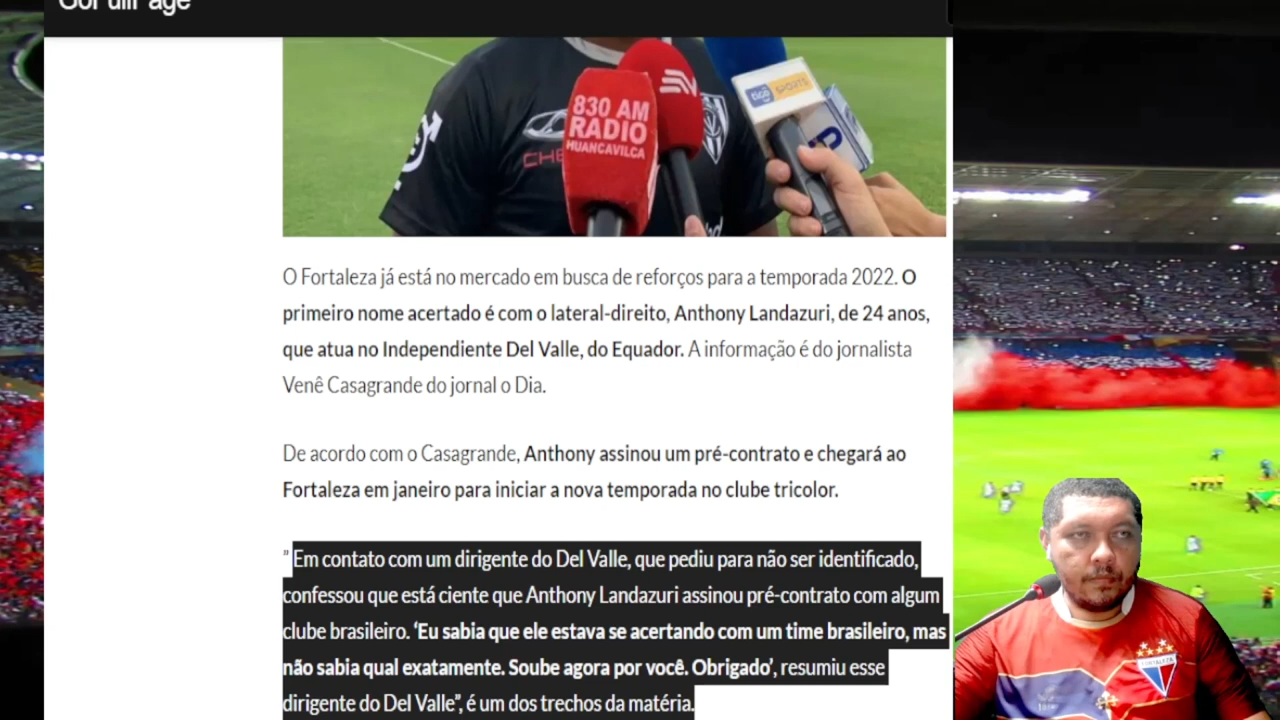 830 AM
RADIO
HUANCAVILCA
tigo SPORTS
CHE
O Fortaleza já está no mercado em busca de reforços para a temporada 2022. O
primeiro nome acertado é com o lateral-direito, Anthony Landazuri, de 24 anos,
que atua no Independiente Del Valle, do Equador. A informação é do jornalista
Venê Casagrande do jornal o Dia.
De acordo com o Casagrande, Anthony assinou um pré-contrato e chegará ao
Fortaleza em janeiro para iniciar a nova temporada no clube tricolor.
" Em contato com um dirigente do Del Valle, que pediu para não ser identificado,
confessou que está ciente que Anthony Landazuri assinou pré-contrato com algum
clube brasileiro. ‘Eu sabia que ele estava se acertando com um time brasileiro, mas
não sabia qual exatamente. Soube agora por você. Obrigado’, resumiu esse
dirigente do Del Valle”, é um dos trechos da matéria.
FORTALEZA